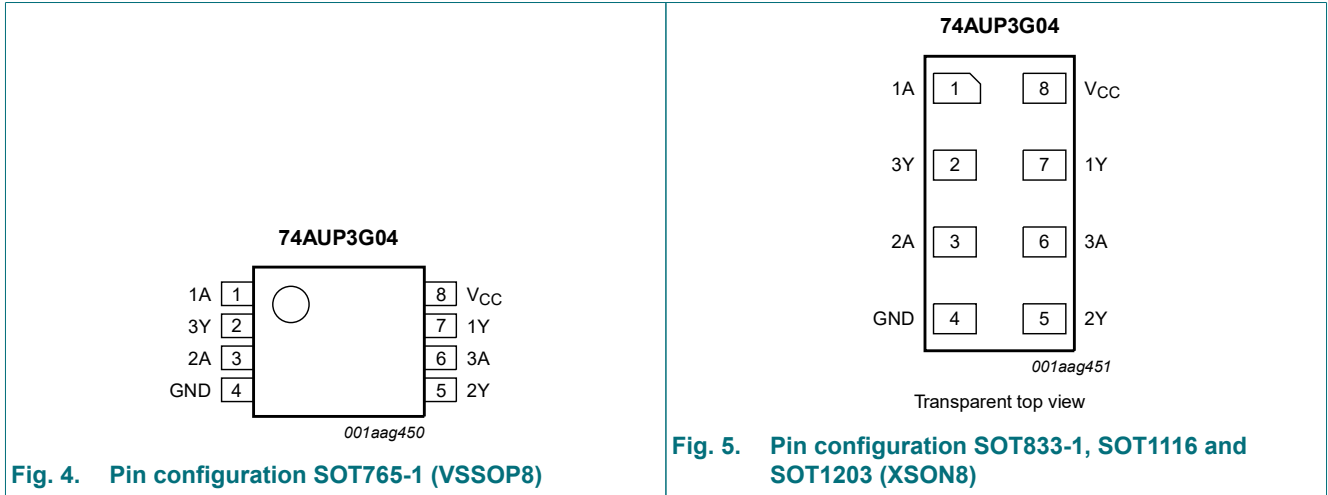 74AUP3G04
1A 1 8 VCC
3Y 2 7 1Y
2A 3 6 3A
GND 4 5 2Y
001aag450
Fig. 4. Pin configuration SOT765-1 (VSSOP8)
74AUP3G04
1A 1 8 VCC
3Y 2 7 1Y
2A 3 6 3A
GND 4 5 2Y
001aag451
Transparent top view
Fig. 5. Pin configuration SOT833-1, SOT1116 and
SOT1203 (XSON8)